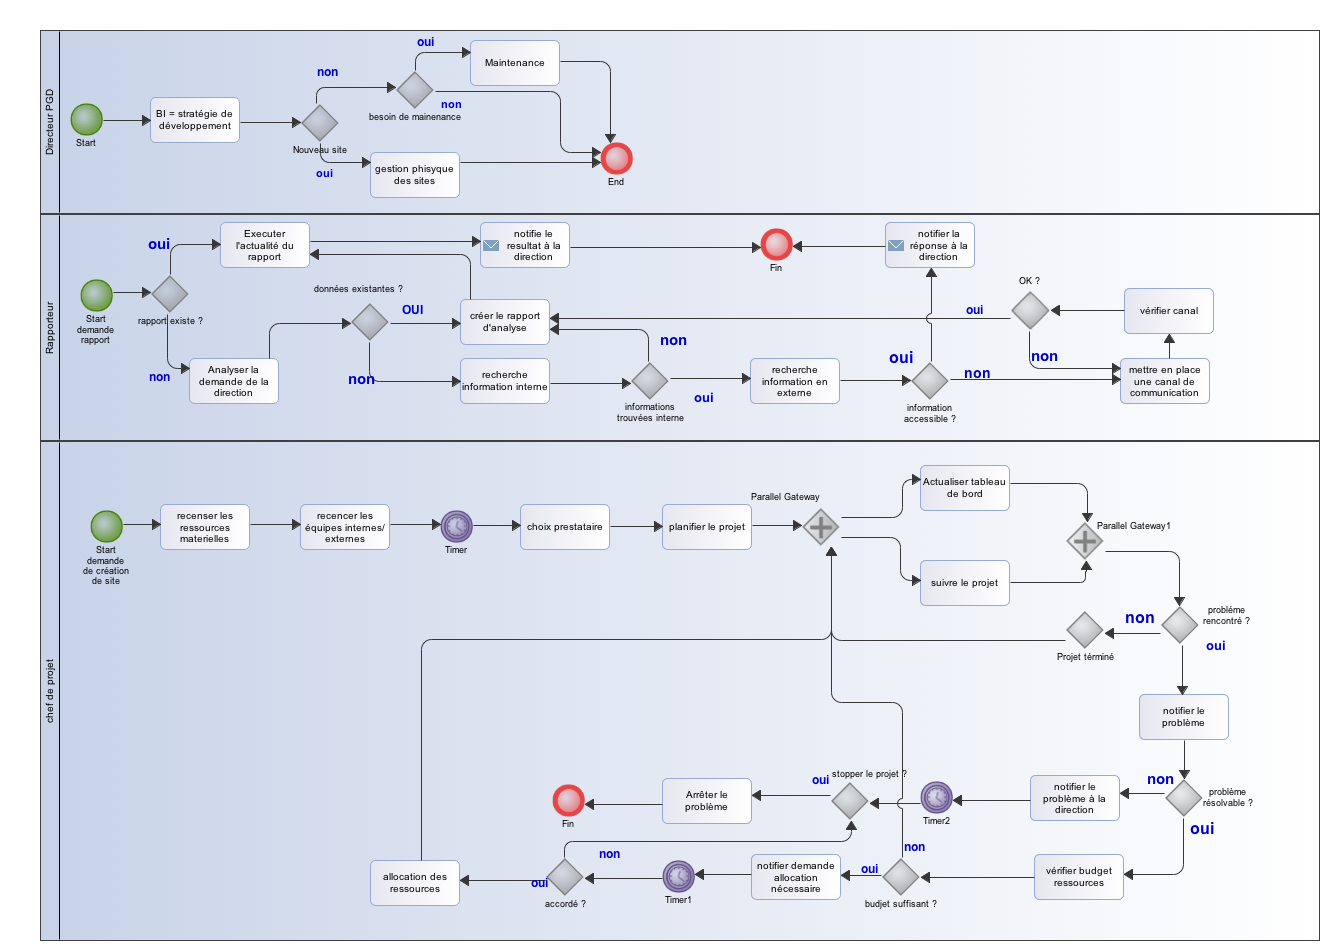 Directeur PGD
Start
BI = stratégie de
développement
non
Nouveau site
oui
oui
besoin de mainenance
non
Maintenance
gestion phisyque
des sites
End
Rapporteur
Start
demande
rapport
oui
rapport existe ?
non
Executer
l'actualité du
rapport
Analyser la
demande de la
direction
données existantes ?
OUI
non
notifie le
resultat à la
direction
créer le rapport
d'analyse
recherche
information interne
non
informations
trouvées interne
oui
Fin
recherche
information en
externe
notifier la
réponse à la
direction
oui
information
accessible ?
non
oui
OK ?
non
vérifier canal
mettre en place
une canal de
communication
chef de projet
Start
demande
de création
de site
recenser les
ressources
materielles
recencer les
équipes internes/
externes
Timer
choix prestataire
planifier le projet
Parallel Gateway
Actualiser tableau
de bord
suivre le projet
Parallel Gateway1
probléme
rencontré ?
non
oui
Projet términé
notifier le
problème
non
problème
résolvable ?
oui
notifier le
problème à la
direction
Timer2
stopper le projet ?
oui
Arrêter le
problème
Fin
non
vérifier budget
ressources
non
budjet suffisant ?
oui
notifier demande
allocation
nécessaire
Timer1
accordé ?
oui
allocation des
ressources